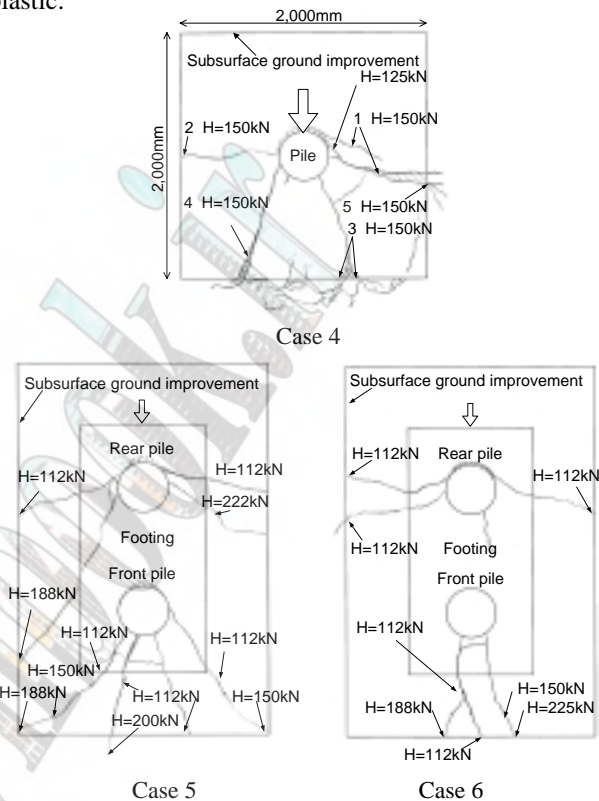 plastic.
2,000mm
Subsurface ground improvement
H=125kN
2 H=150kN
1 H=150kN
Pile
2,000mm
4 H=150kN
5 H=150kN
3 H=150kN
Case 4
Subsurface ground improvement
Rear pile
H=112kN
H=112kN
H=222kN
Footing
Front pile
H=188kN
H=112kN
H=112kN
H=150kN
H=188kN
H=112kN
H=150kN
H=200kN
Case 5
Subsurface ground improvement
H=112kN
Rear pile
H=112kN
H=112kN
Footing
Front pile
H=112kN
H=150kN
H=188kN
H=225kN
H=112kN
Case 6